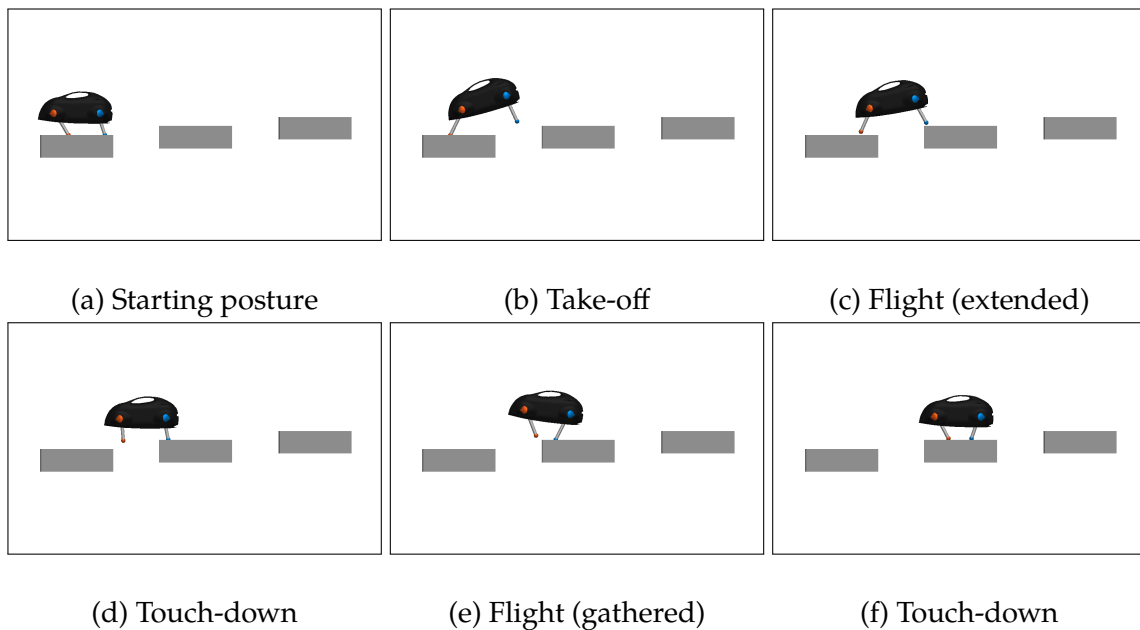 (a) Starting posture
(b) Take-off
(c) Flight (extended)
(d) Touch-down
(e) Flight (gathered)
(f) Touch-down